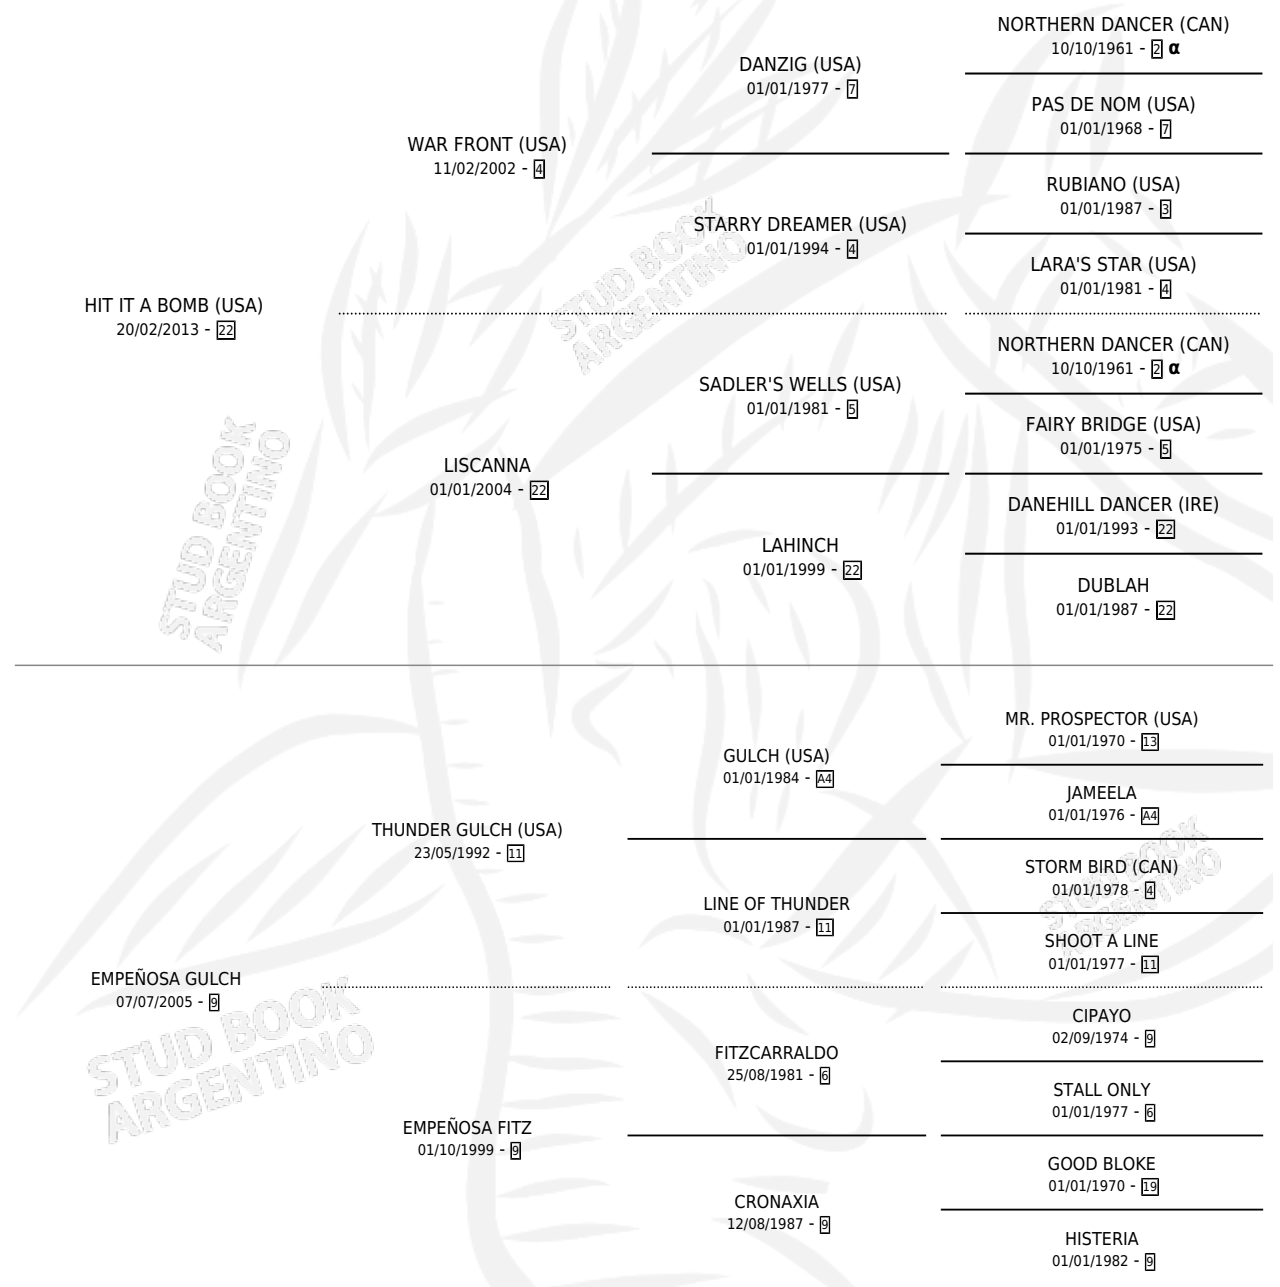 NORTHERN DANCER (CAN)
10/10/1961 - 2 α
DANZIG (USA)
01/01/1977 - 7
PAS DE NOM (USA)
01/01/1968 - 7
WAR FRONT (USA)
11/02/2002 - 4
RUBIANO (USA)
01/01/1987 - 3
STARRY DREAMER (USA)
01/01/1994 - 4
LARA'S STAR (USA)
01/01/1981 - 4
HIT IT A BOMB (USA)
20/02/2013 - 22
NORTHERN DANCER (CAN)
10/10/1961 - 2 α
SADLER'S WELLS (USA)
01/01/1981 - 5
FAIRY BRIDGE (USA)
01/01/1975 - 5
LISCANNA
01/01/2004 - 22
DANEHILL DANCER (IRE)
01/01/1993 - 22
LAHINCH
01/01/1999 - 22
DUBLAH
01/01/1987 - 22
MR. PROSPECTOR (USA)
01/01/1970 - 13
GULCH (USA)
01/01/1984 - A4
JAMEELA
01/01/1976 - A4
THUNDER GULCH (USA)
23/05/1992 - 11
STORM BIRD (CAN)
01/01/1978 - 4
LINE OF THUNDER
01/01/1987 - 11
SHOOT A LINE
01/01/1977 - 11
EMPEÑOSA GULCH
07/07/2005 - 9
CIPAYO
02/09/1974 - 9
FITZCARRALDO
25/08/1981 - 6
STALL ONLY
01/01/1977 - 6
EMPEÑOSA FITZ
01/10/1999 - 9
GOOD BLOKE
01/01/1970 - 19
CRONAXIA
12/08/1987 - 9
HISTERIA
01/01/1982 - 9
STUD BOOK
ARGENTINO
STUD BOOK
ARGENTINO
STUD BOOK
ARGENTINO
STUD BOOK
ARGENTINO